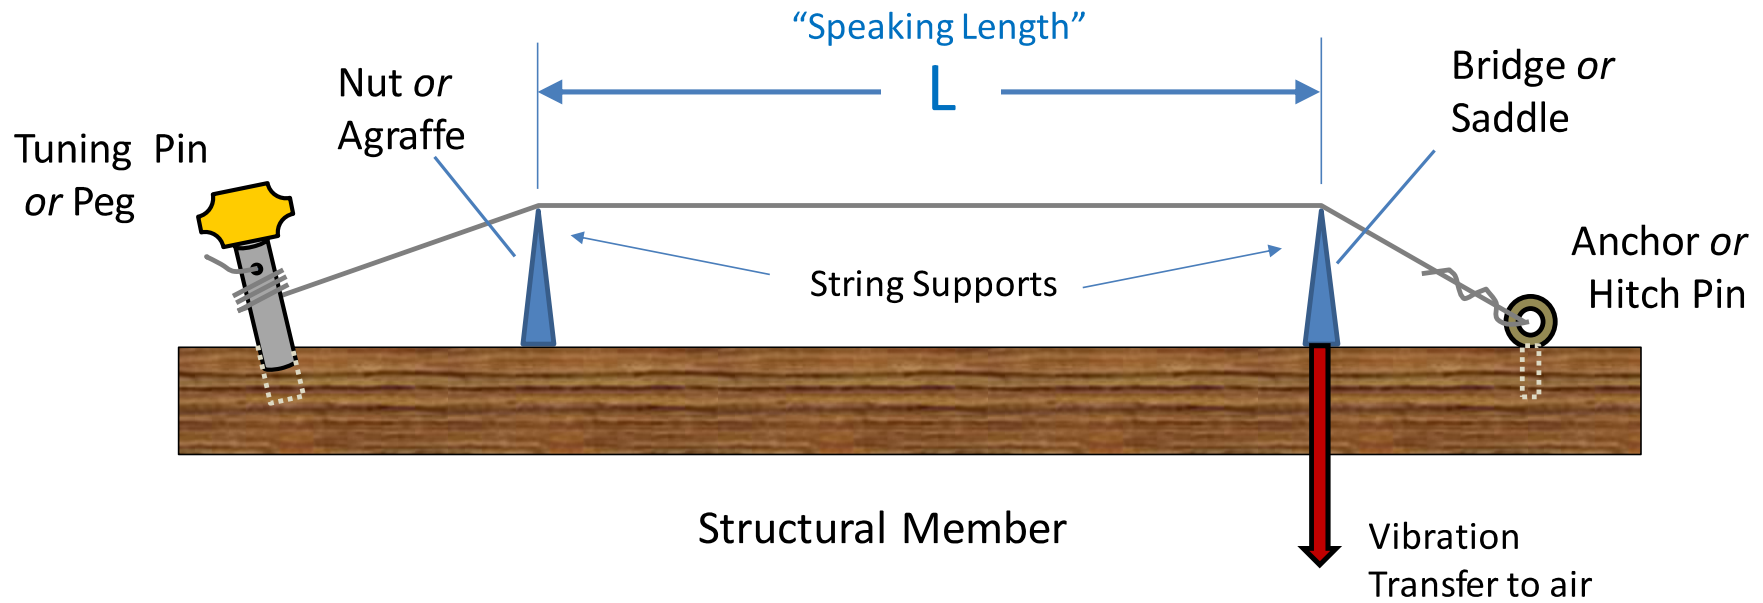 “Speaking Length”
L
Nut or
Agraffe
Bridge or
Saddle
Tuning Pin
or Peg
String Supports
Anchor or
Hitch Pin
Structural Member
Vibration
Transfer to air